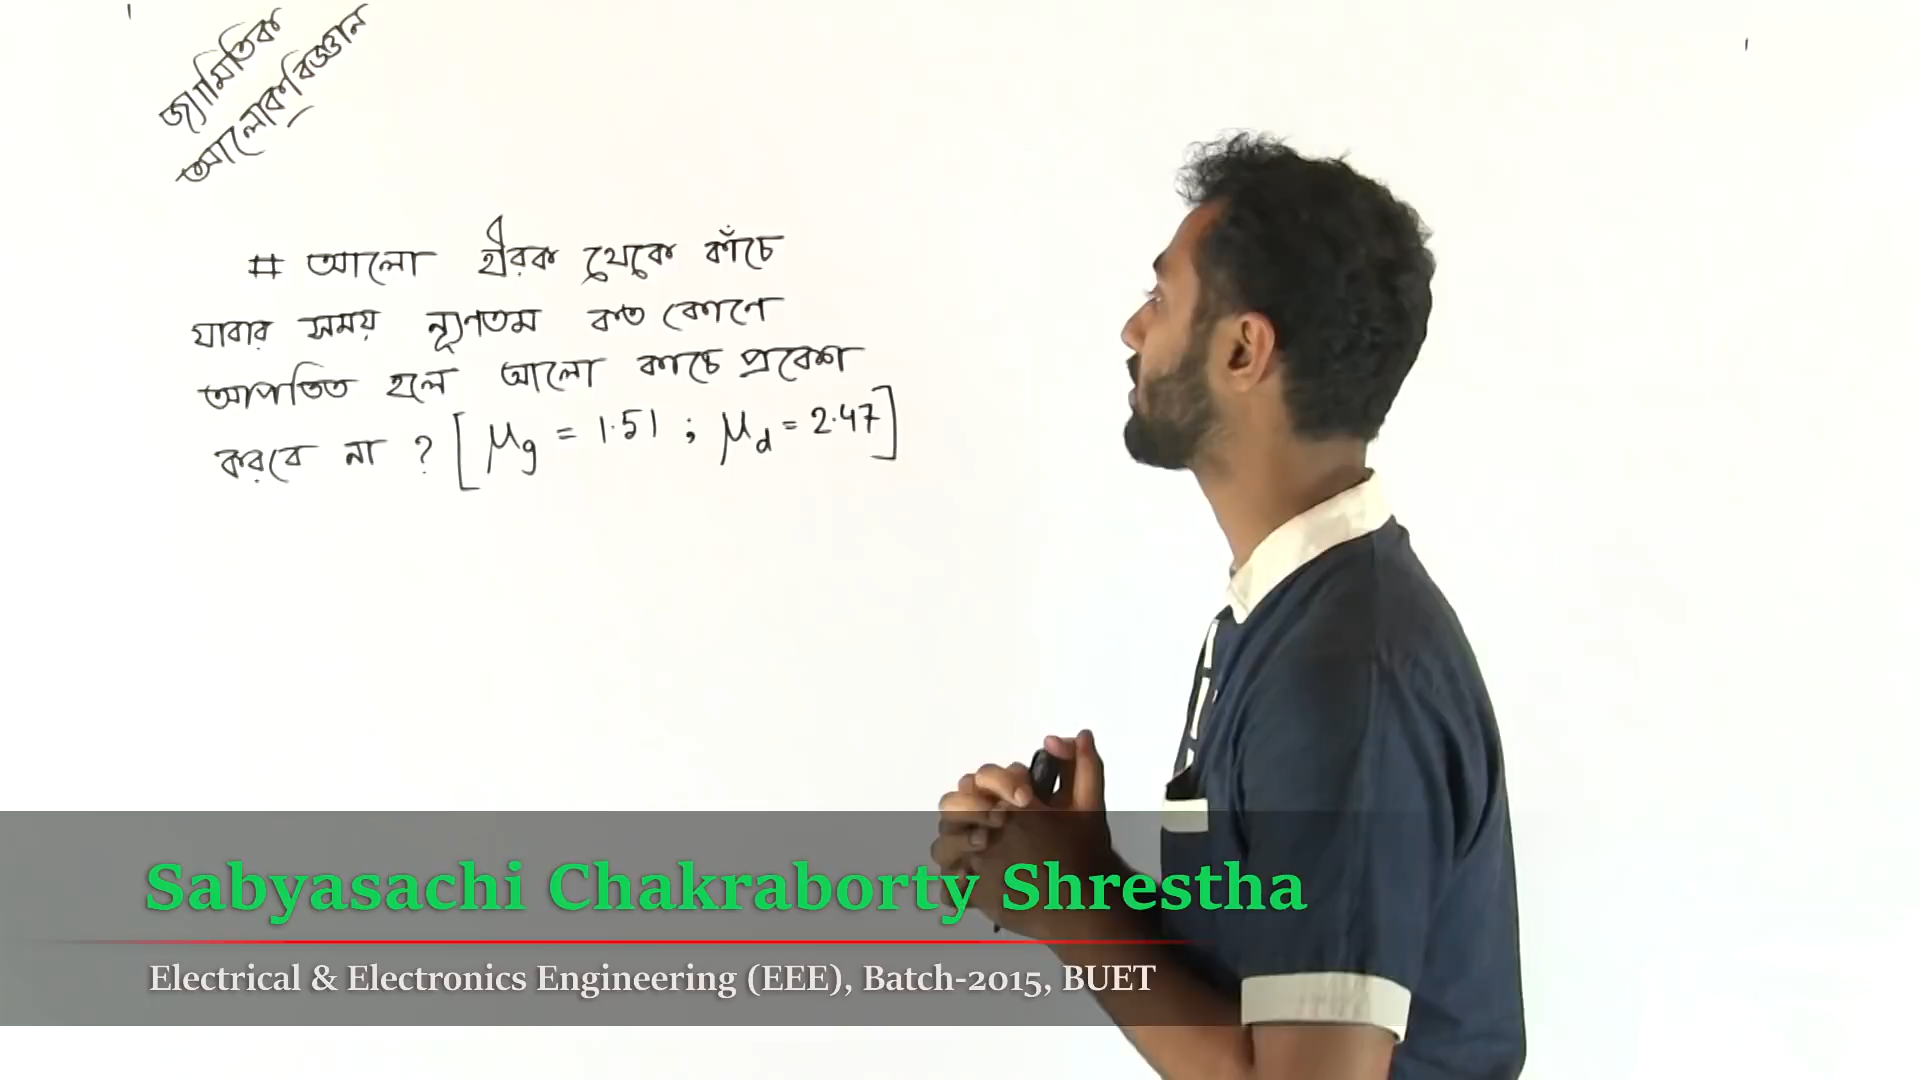 জ্যামিতিক
আলোকবিজ্ঞান
# আলো হীরক থেকে কাঁচে
যাবার সময় ন্যূণতম কত কোণে
আপতিত হলে আলো কাচে প্রবেশ
করবে না ? [ μg = 1.51 ; μd = 2.47 ]
Sabyasachi Chakraborty Shrestha
Electrical & Electronics Engineering (EEE), Batch-2015, BUET